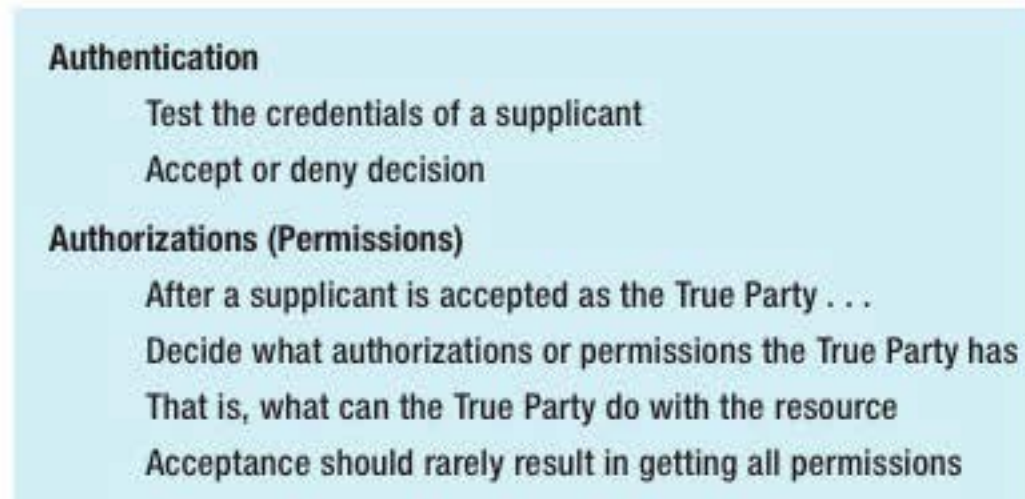 Authentication
Test the credentials of a supplicant
Accept or deny decision
Authorizations (Permissions)
After a supplicant is accepted as the True Party . . .
Decide what authorizations or permissions the True Party has
That is, what can the True Party do with the resource
Acceptance should rarely result in getting all permissions